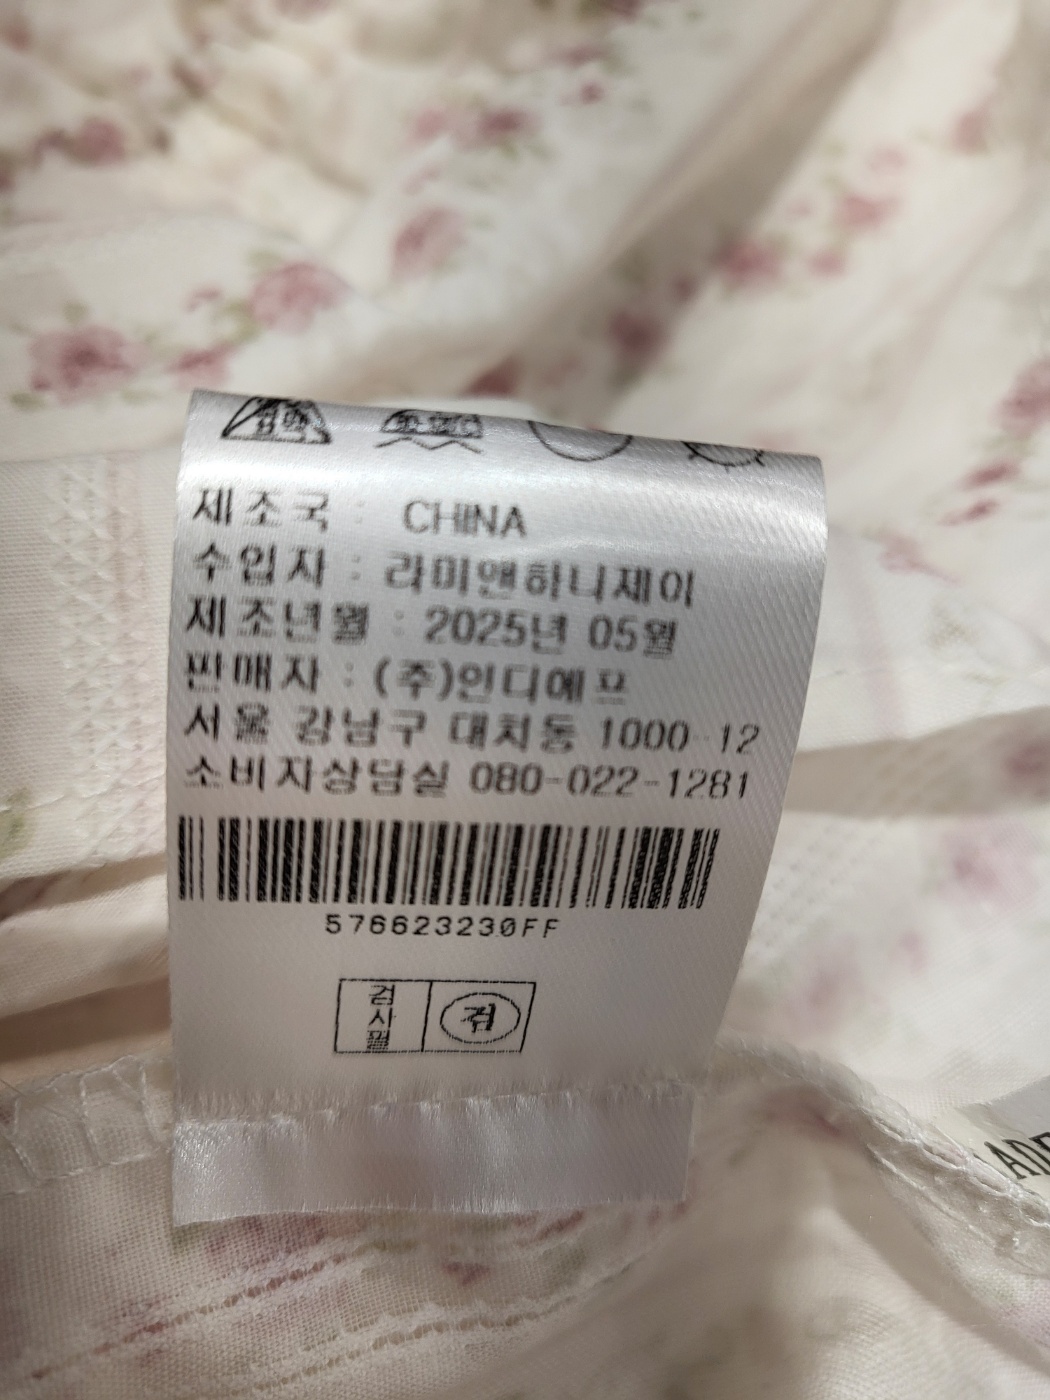 제조국 : CHINA
수입자 : 라미앤하니제이
제조년월 : 2025년 05월
판매자 : (주)인디에프
서울 강남구 대치동 1000-12
소비자상담실 080-022-1281
576623230FF
검사필
검